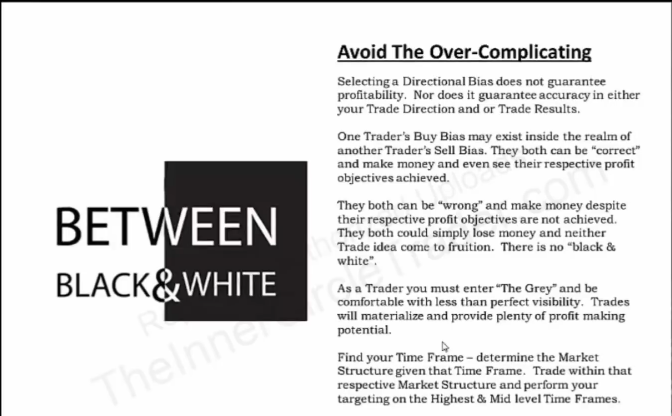 Avoid The Over-Complicating
Selecting a Directional Bias does not guarantee
profitability. Nor does it guarantee accuracy in either
your Trade Direction and or Trade Results.
One Trader's Buy Bias may exist inside the realm of
another Trader's Sell Bias. They both can be "correct"
and make money and even see their respective profit
objectives achieved.
They both can be "wrong" and make money despite
their respective profit objectives are not achieved.
They both could simply lose money and neither
Trade idea come to fruition. There is no "black &
white".
As a Trader you must enter "The Grey" and be
comfortable with less than perfect visibility. Trades
will materialize and provide plenty of profit making
potential.
Find your Time Frame – determine the Market
Structure given that Time Frame. Trade within that
respective Market Structure and perform your
targeting on the Highest & Mid level Time Frames.
BETWEEN
BLACK&WHITE